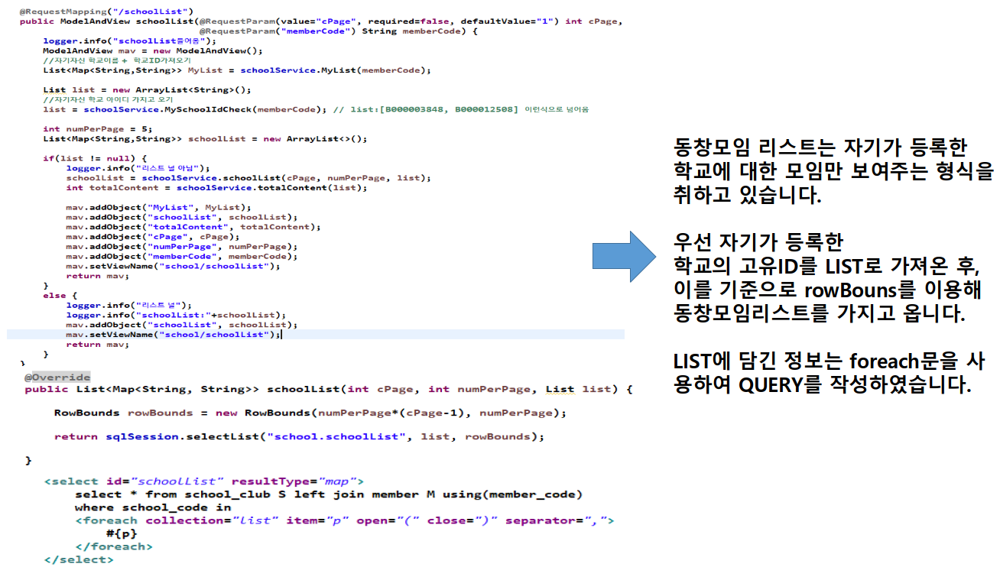 @RequestMapping("/schoolList")
public ModelAndView schoolList(@RequestParam(value="cPage", required=false, defaultValue="1") int cPage,
@RequestParam("memberCode") String memberCode) {
logger.info("schoolList들어옴");
ModelAndView mav = new ModelAndView();
//자기자신 학교이름 + 학교ID가져오기
List<Map<String,String>> MyList = schoolService.MyList(memberCode);
List list = new ArrayList<String>();
//자기자신 학교 아이디 가지고 오기
list = schoolService.MySchoolIdCheck(memberCode); // list:[B000003848, B000012508] 이런식으로 넘어옴
int numPerPage = 5;
List<Map<String,String>> schoolList = new ArrayList<>();
if(list != null) {
logger.info("리스트 널 아님");
schoolList = schoolService.schoolList(cPage, numPerPage, list);
int totalContent = schoolService.totalContent(list);
mav.addObject("MyList", MyList);
mav.addObject("schoolList", schoolList);
mav.addObject("totalContent", totalContent);
mav.addObject("cPage", cPage);
mav.addObject("numPerPage", numPerPage);
mav.addObject("memberCode", memberCode);
mav.setViewName("school/schoolList");
return mav;
}
else {
logger.info("리스트 널");
logger.info("schoolList:"+schoolList);
mav.addObject("schoolList", schoolList);
mav.setViewName("school/schoolList");
return mav;
}
}
@Override
public List<Map<String, String>> schoolList(int cPage, int numPerPage, List list) {
RowBounds rowBounds = new RowBounds(numPerPage*(cPage-1), numPerPage);
return sqlSession.selectList("school.schoolList", list, rowBounds);
}
<select id="schoolList" resultType="map">
select * from school_club S left join member M using(member_code)
where school_code in
<foreach collection="list" item="p" open="(" close=")" separator=",">
#{p}
</foreach>
</select>
동창모임 리스트는 자기가 등록한
학교에 대한 모임만 보여주는 형식을
취하고 있습니다.
우선 자기가 등록한
학교의 고유ID를 LIST로 가져온 후,
이를 기준으로 rowBouns를 이용해
동창모임리스트를 가지고 옵니다.
LIST에 담긴 정보는 foreach문을 사
용하여 QUERY를 작성하였습니다.